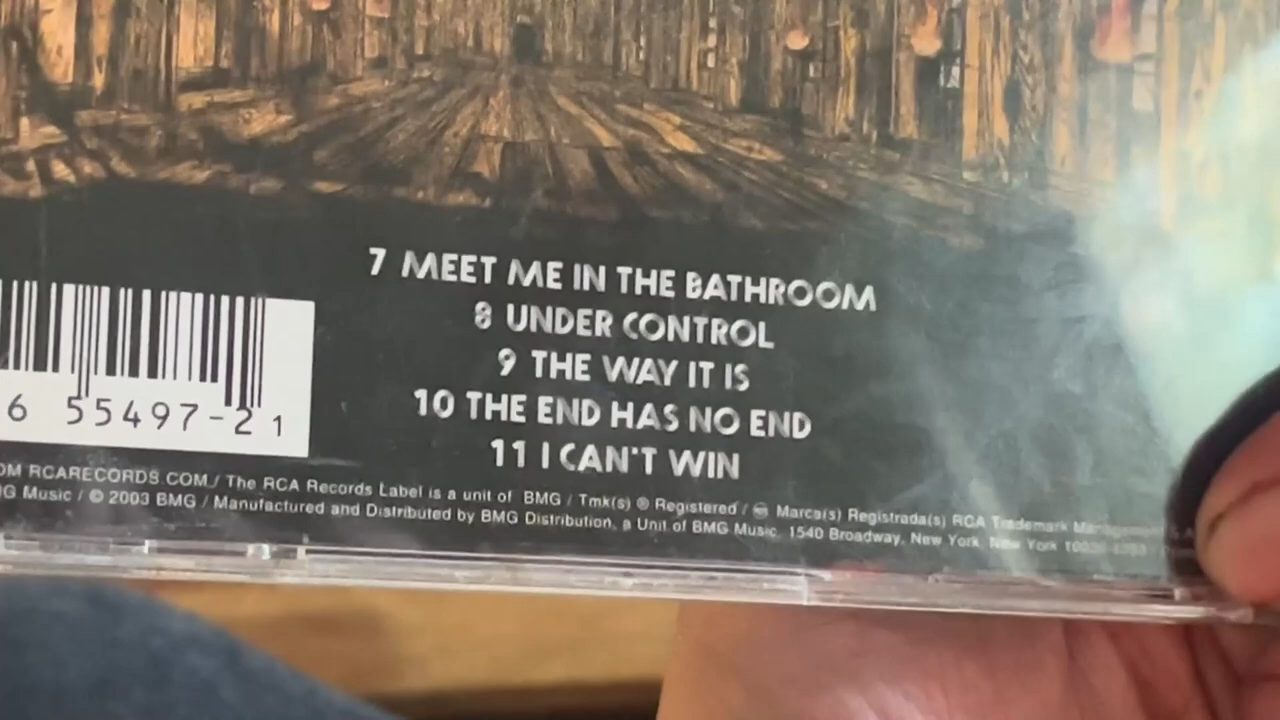 7 MEET ME IN THE BATHROOM
8 UNDER CONTROL
9 THE WAY IT IS
10 THE END HAS NO END
11 I CAN'T WIN
6 55497-2 1
OM RCARECORDS.COM / The RCA Records Label is a unit of BMG / Tmk(s) ® Registered / Marca(s) Registrada(s) RCA Trademark
G Music / © 2003 BMG / Manufactured and Distributed by BMG Distribution, a Unit of BMG Music. 1540 Broadway, New York, New York